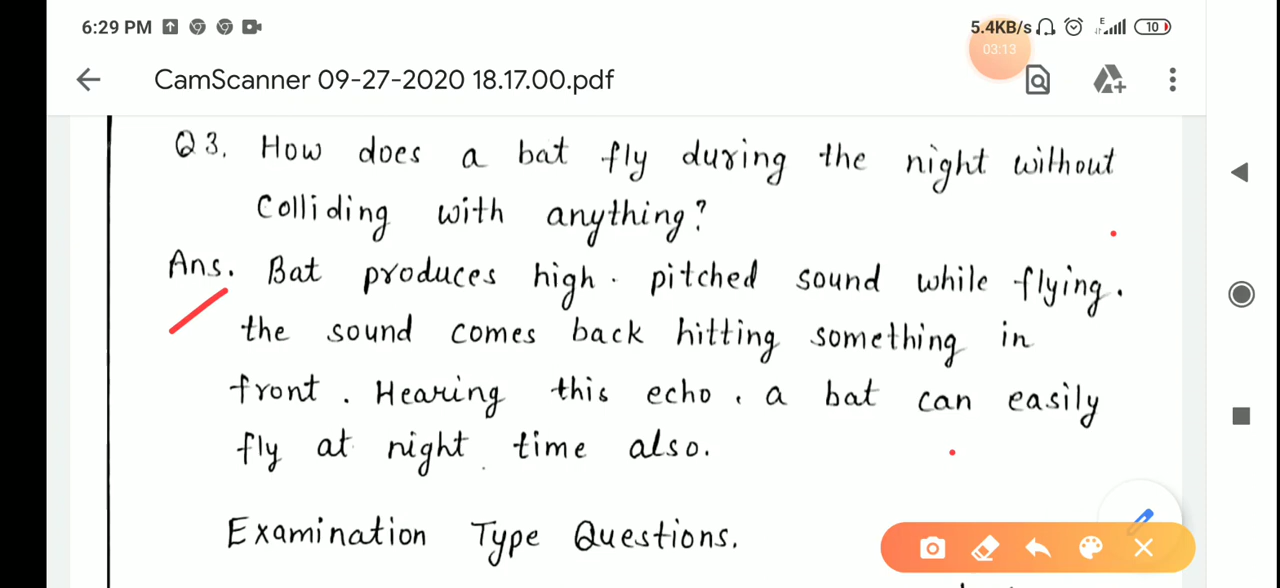 6:29 PM
5.4KB/s
10
03:13
CamScanner 09-27-2020 18.17.00.pdf
Q3. How does a bat fly during the night without
Colliding with anything?
Ans. Bat produces high. pitched sound while flying.
the sound comes back hitting something in
front. Hearing this echo, a bat can easily
fly at night time also.
Examination Type Questions.